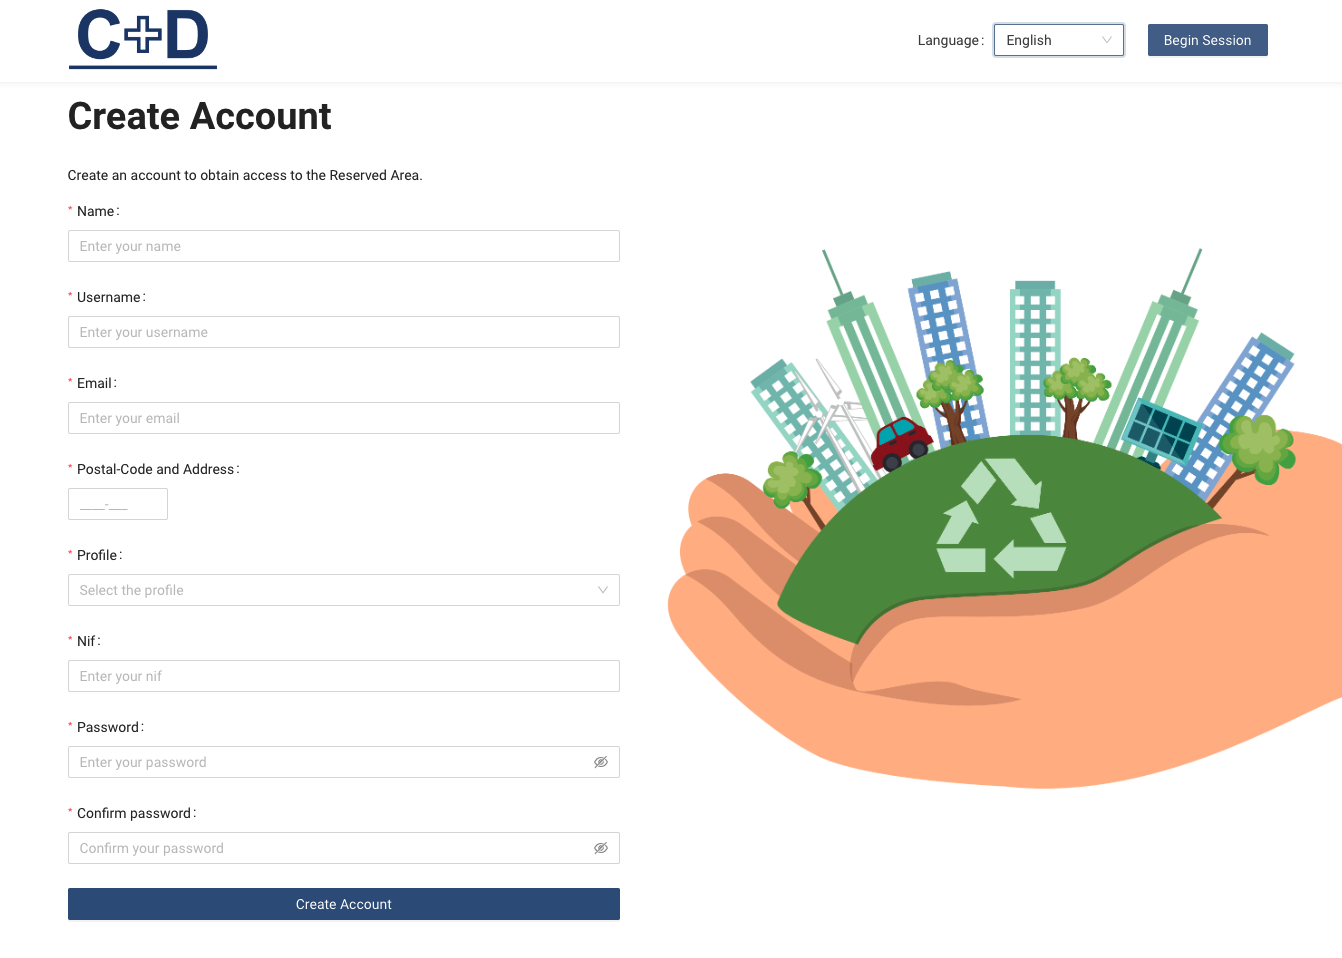 C+D
Language: English Begin Session
Create Account
Create an account to obtain access to the Reserved Area.
* Name:
Enter your name
* Username:
Enter your username
* Email:
Enter your email
* Postal-Code and Address:
____-___
* Profile:
Select the profile
* Nif:
Enter your nif
* Password:
Enter your password
* Confirm password:
Confirm your password
Create Account